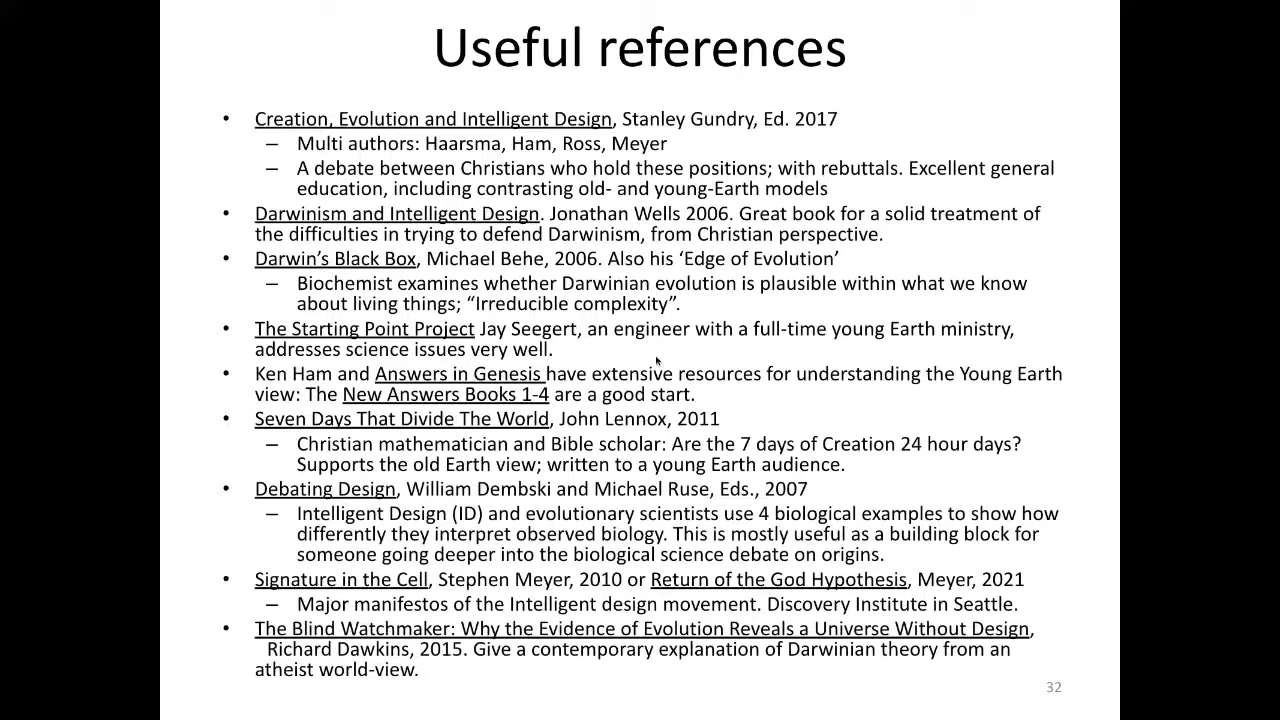 Useful references
• Creation, Evolution and Intelligent Design, Stanley Gundry, Ed. 2017
– Multi authors: Haarsma, Ham, Ross, Meyer
– A debate between Christians who hold these positions; with rebuttals. Excellent general
education, including contrasting old- and young-Earth models
• Darwinism and Intelligent Design. Jonathan Wells 2006. Great book for a solid treatment of
the difficulties in trying to defend Darwinism, from Christian perspective.
• Darwin’s Black Box, Michael Behe, 2006. Also his ‘Edge of Evolution’
– Biochemist examines whether Darwinian evolution is plausible within what we know
about living things; “Irreducible complexity”.
• The Starting Point Project Jay Seegert, an engineer with a full-time young Earth ministry,
addresses science issues very well.
• Ken Ham and Answers in Genesis have extensive resources for understanding the Young Earth
view: The New Answers Books 1-4 are a good start.
• Seven Days That Divide The World, John Lennox, 2011
– Christian mathematician and Bible scholar: Are the 7 days of Creation 24 hour days?
Supports the old Earth view; written to a young Earth audience.
• Debating Design, William Dembski and Michael Ruse, Eds., 2007
– Intelligent Design (ID) and evolutionary scientists use 4 biological examples to show how
differently they interpret observed biology. This is mostly useful as a building block for
someone going deeper into the biological science debate on origins.
• Signature in the Cell, Stephen Meyer, 2010 or Return of the God Hypothesis, Meyer, 2021
– Major manifestos of the Intelligent design movement. Discovery Institute in Seattle.
• The Blind Watchmaker: Why the Evidence of Evolution Reveals a Universe Without Design,
Richard Dawkins, 2015. Give a contemporary explanation of Darwinian theory from an
atheist world-view.
32